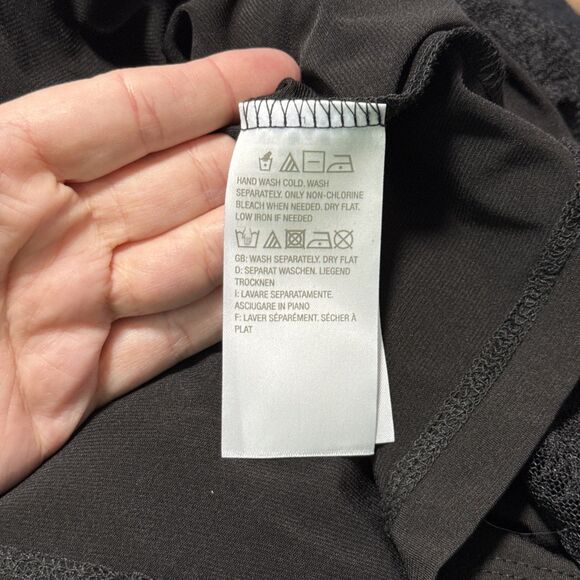 HAND WASH COLD. WASH
SEPARATELY. ONLY NON-CHLORINE
BLEACH WHEN NEEDED. DRY FLAT.
LOW IRON IF NEEDED
GB: WASH SEPARATELY. DRY FLAT
D: SEPARAT WASCHEN. LIEGEND
TROCKNEN
I: LAVARE SEPARATAMENTE.
ASCIUGARE IN PIANO
F: LAVER SÉPARÉMENT. SÉCHER À
PLAT